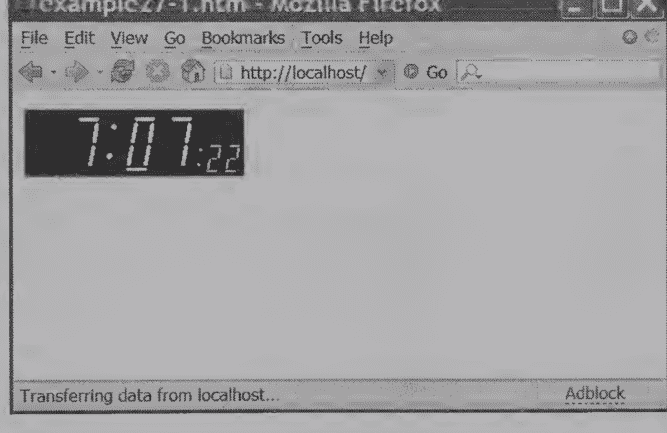 example27-1.htm - Mozilla Firefox
File Edit View Go Bookmarks Tools Help
http://localhost/ Go
7:07:22
Transferring data from localhost... Adblock